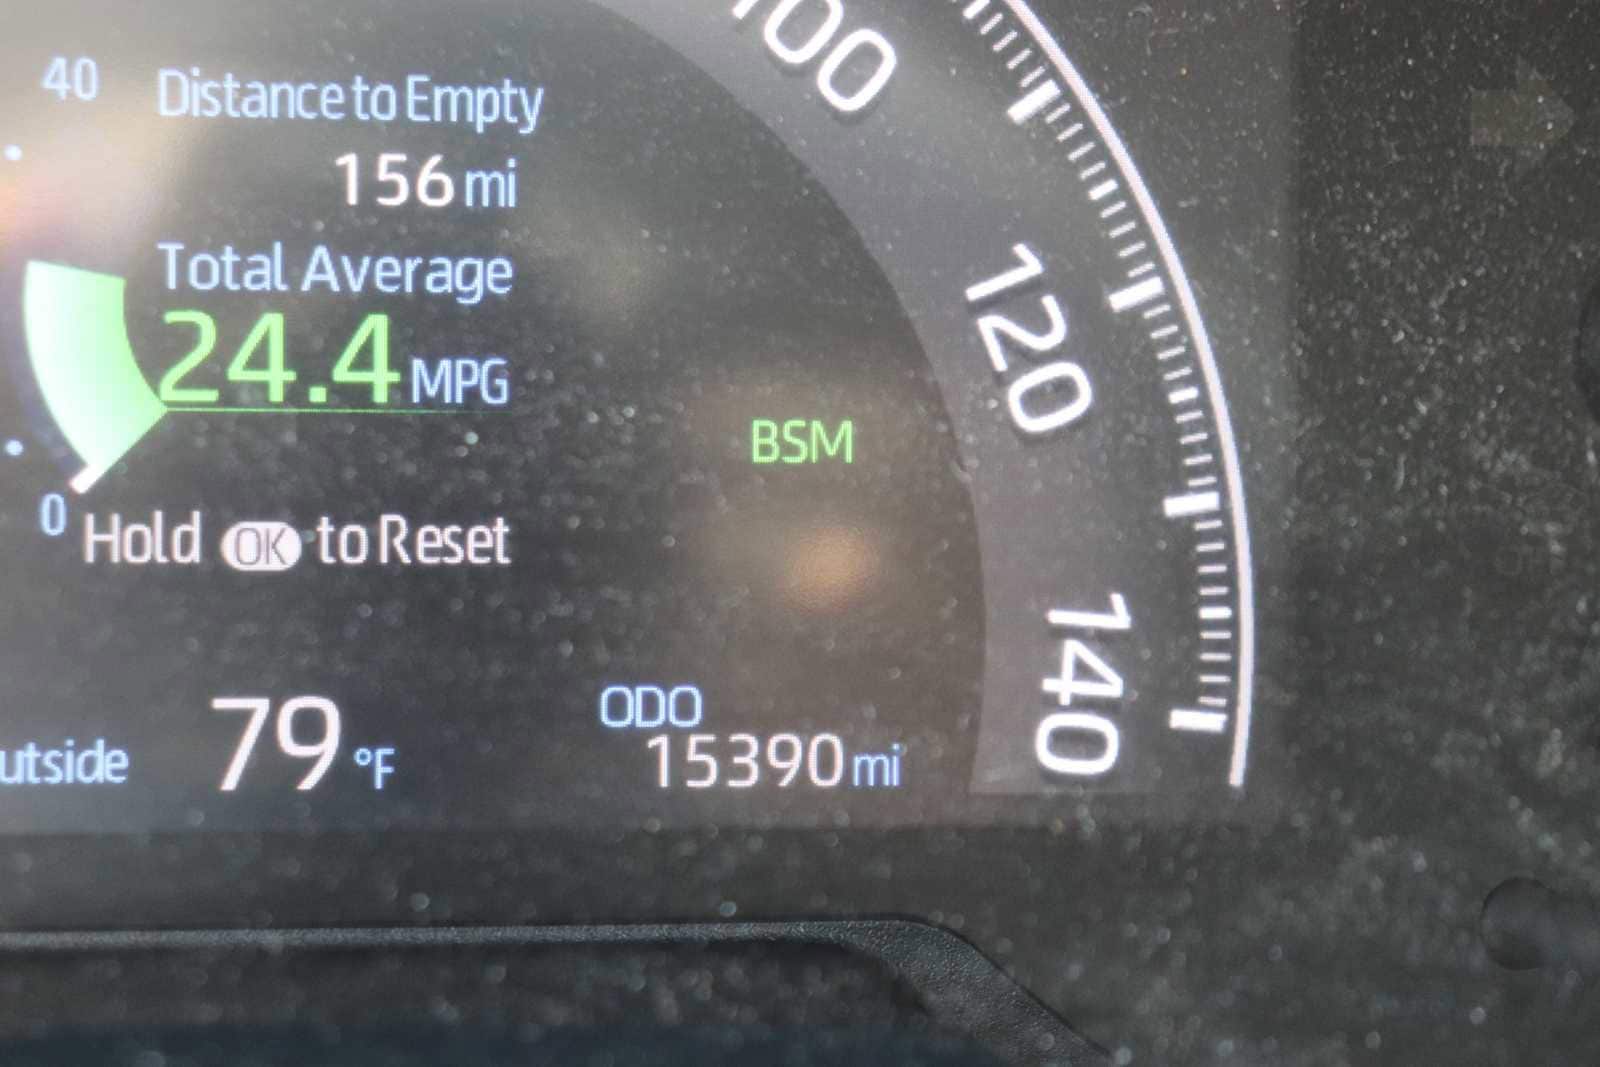 100
40
Distance to Empty
156 mi
Total Average
24.4 MPG
120
BSM
0
Hold OK to Reset
140
ODO
utside 79 °F
15390 mi